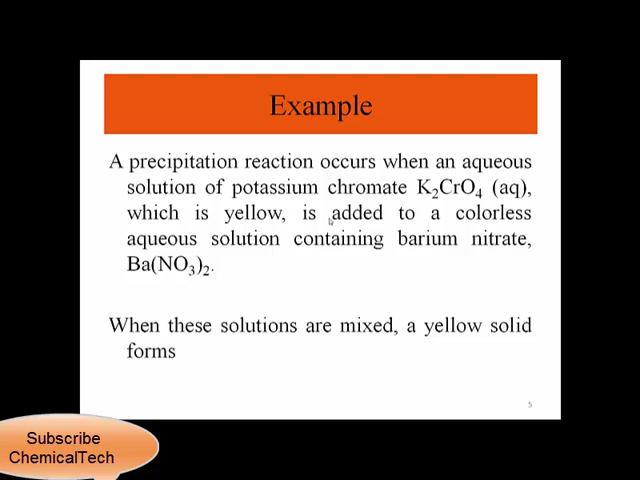 Example
A precipitation reaction occurs when an aqueous
solution of potassium chromate K₂CrO₄ (aq),
which is yellow, is added to a colorless
aqueous solution containing barium nitrate,
Ba(NO₃)₂.
When these solutions are mixed, a yellow solid
forms
5
Subscribe
ChemicalTech